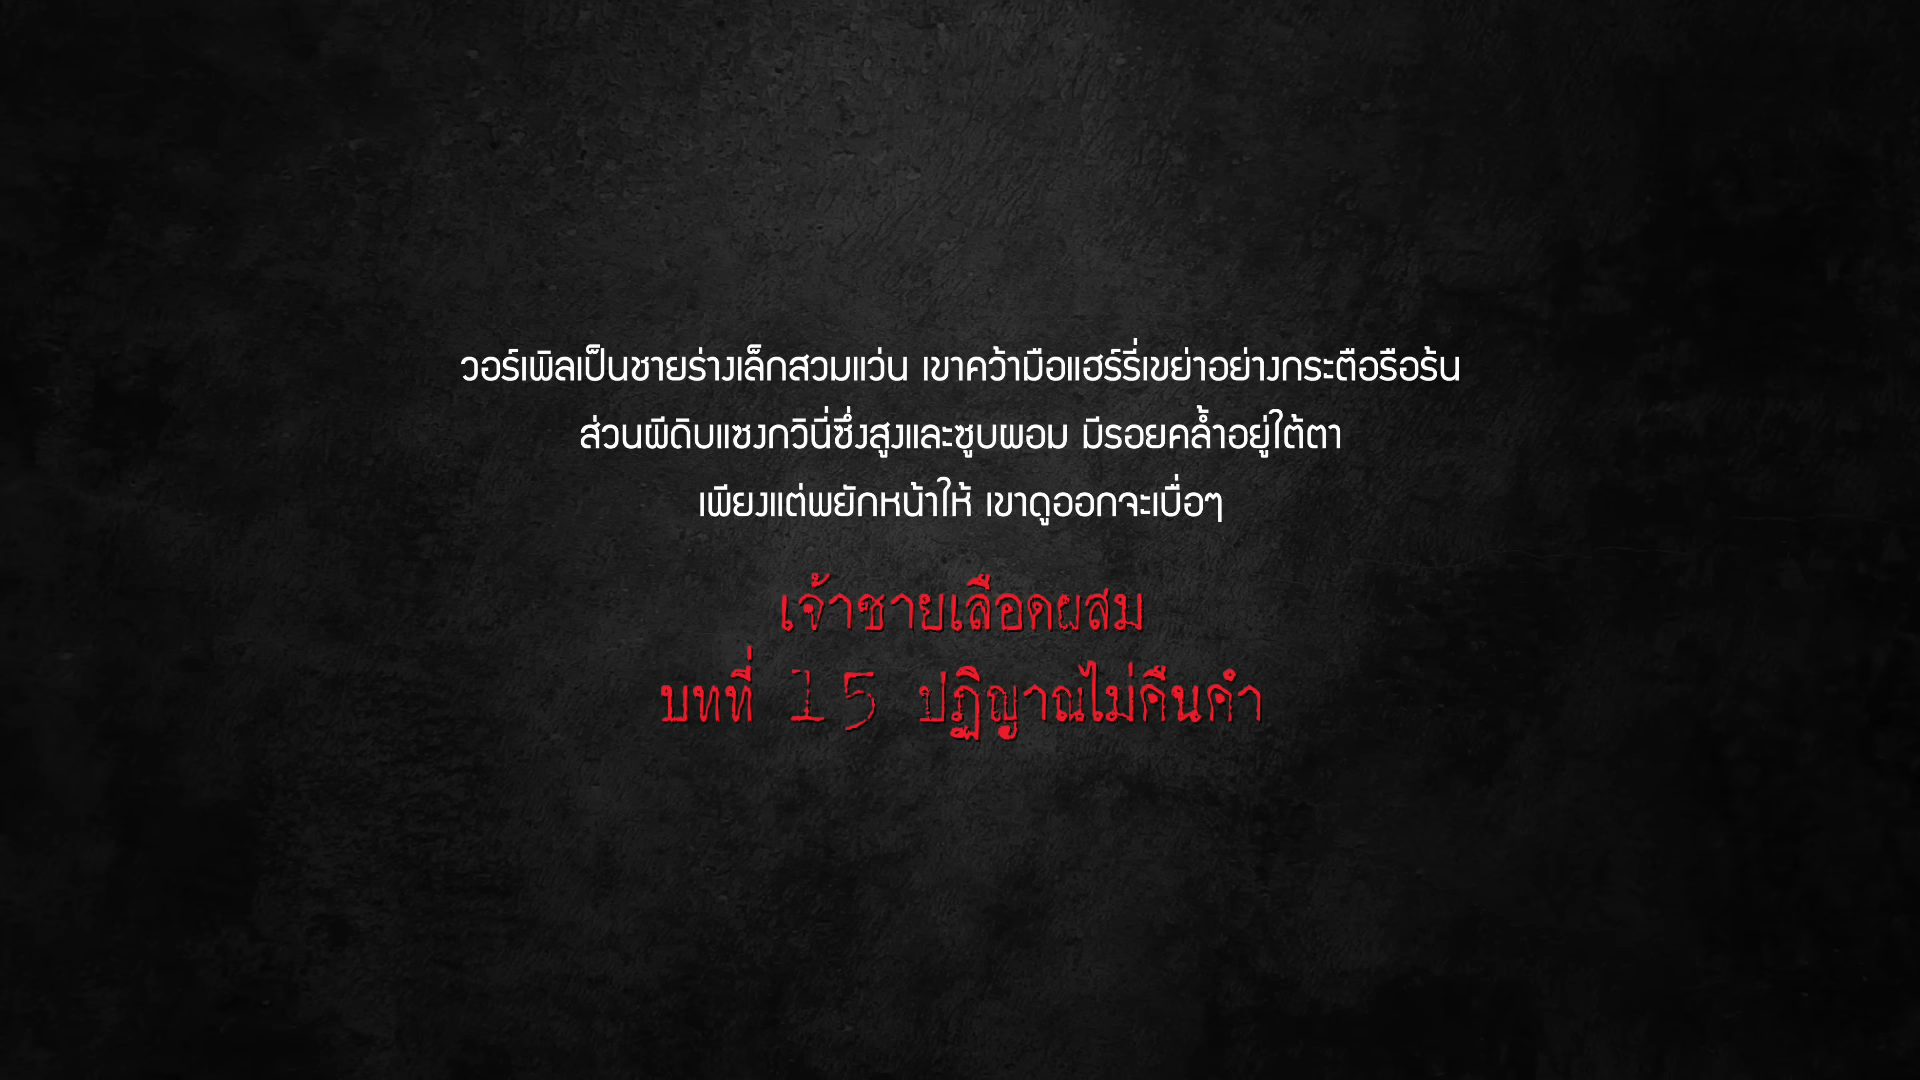 วอร์เพิลเป็นชายร่างเล็กสวมแว่น เขาคว้ามือแฮร์รี่เขย่าอย่างกระตือรือร้น
ส่วนผีดิบแซงกวินี่ซึ่งสูงและซูบผอม มีรอยคล้ำอยู่ใต้ตา
เพียงแต่พยักหน้าให้ เขาดูออกจะเบื่อๆ
เจ้าชายเลือดผสม
บทที่ 15 ปฏิญาณไม่คืนคำ